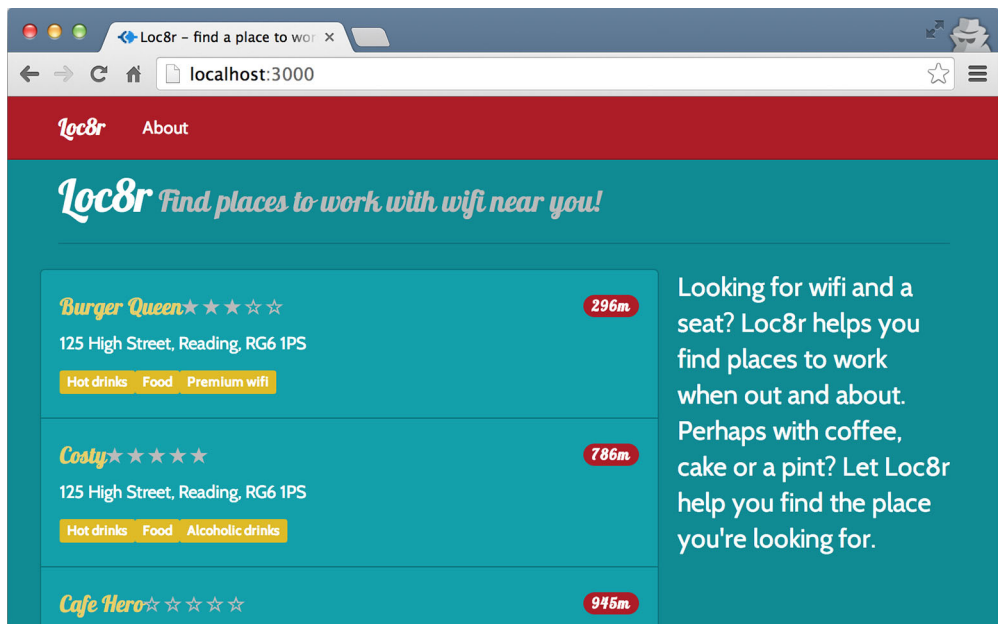 Loc8r – find a place to wor
localhost:3000
Loc8r About
Loc8r Find places to work with wifi near you!
Burger Queen★★★☆☆ 296m
125 High Street, Reading, RG6 1PS
Hot drinks Food Premium wifi
Costy★★★★★ 786m
125 High Street, Reading, RG6 1PS
Hot drinks Food Alcoholic drinks
Cafe Hero☆☆☆☆☆ 945m
Looking for wifi and a
seat? Loc8r helps you
find places to work
when out and about.
Perhaps with coffee,
cake or a pint? Let Loc8r
help you find the place
you're looking for.